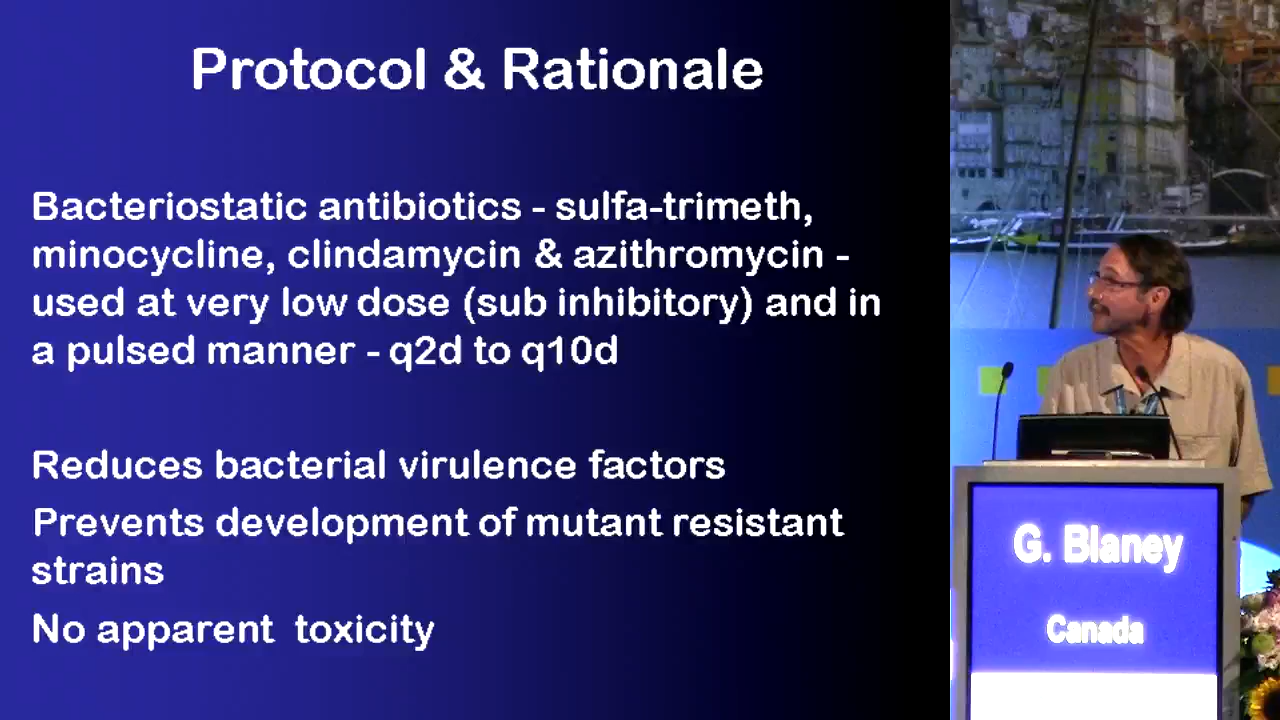 Protocol & Rationale
Bacteriostatic antibiotics - sulfa-trimeth,
minocycline, clindamycin & azithromycin -
used at very low dose (sub inhibitory) and in
a pulsed manner - q2d to q10d
Reduces bacterial virulence factors
Prevents development of mutant resistant
strains
No apparent  toxicity
G. Blaney
Canada